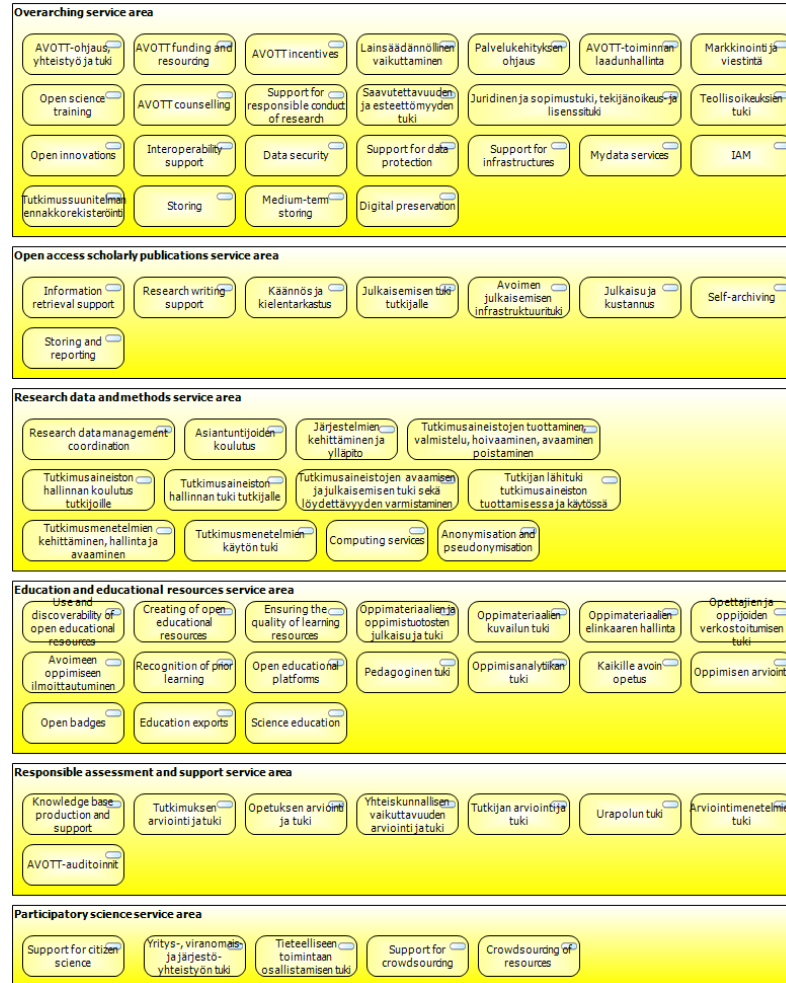 Overarching service area
AVOTT-ohjaus,
yhteistyö ja tuki
AVOTT funding and
resourcing
AVOTT incentives
Lainsäädännöllinen
vaikuttaminen
Palvelukehityksen
ohjaus
AVOTT-toiminnan
laadunhallinta
Markkinointi ja
viestintä
Open science
training
AVOTT counselling
Support for
responsible conduct
of research
Saavutettavuuden
ja esteettömyyden
tuki
Juridinen ja sopimustuki, tekijänoikeus- ja
lisenssituki
Teollisoikeuksien
tuki
Open innovations
Interoperability
support
Data security
Support for data
protection
Support for
infrastructures
Mydata services
IAM
Tutkimussuunitelman
ennakkorekisteröinti
Storing
Medium-term
storing
Digital preservation
Open access scholarly publications service area
Information
retrieval support
Research writing
support
Käännös ja
kielentarkastus
Julkaisemisen tuki
tutkijalle
Avoimen
julkaisemisen
infrastruktuurituki
Julkaisu ja
kustannus
Self-archiving
Storing and
reporting
Research data and methods service area
Research data management
coordination
Asiantuntijoiden
koulutus
Järjestelmien
kehittäminen ja
ylläpito
Tutkimusaineistojen tuottaminen,
valmistelu, hoivaaminen, avaaminen
poistaminen
Tutkimusaineiston
hallinnan koulutus
tutkijoille
Tutkimusaineiston
hallinnan tuki tutkijalle
Tutkimusaineistojen avaamisen
ja julkaisemisen tuki sekä
löydettävyyden varmistaminen
Tutkijan lähituki
tutkimusaineiston
tuottamisessa ja käytössä
Tutkimusmenetelmien
kehittäminen, hallinta ja
avaaminen
Tutkimusmenetelmien
käytön tuki
Computing services
Anonymisation and
pseudonymisation
Education and educational resources service area
Use and
discoverability of
open educational
resources
Creating of open
educational
resources
Ensuring the
quality of learning
resources
Oppimateriaalien ja
oppimistuotosten
julkaisu ja tuki
Oppimateriaalien
kuvailun tuki
Oppimateriaalien
elinkaaren hallinta
Opettajien ja
oppijoiden
verkostoitumisen
tuki
Avoimeen
oppimiseen
ilmoittautuminen
Recognition of prior
learning
Open educational
platforms
Pedagoginen tuki
Oppimisanalytiikan
tuki
Kaikille avoin
opetus
Oppimisen arviointi
Open badges
Education exports
Science education
Responsible assessment and support service area
Knowledge base
production and
support
Tutkimuksen
arviointi ja tuki
Opetuksen arviointi
ja tuki
Yhteiskunnallisen
vaikuttavuuden
arviointi ja tuki
Tutkijan arviointi ja
tuki
Urapolun tuki
Arviointimenetelmie
tuki
AVOTT-auditoinnit
Participatory science service area
Support for citizen
science
Yritys-, viranomais-
ja järjestö-
yhteistyön tuki
Tieteelliseen
toimintaan
osallistamisen tuki
Support for
crowdsourcing
Crowdsourcing of
resources